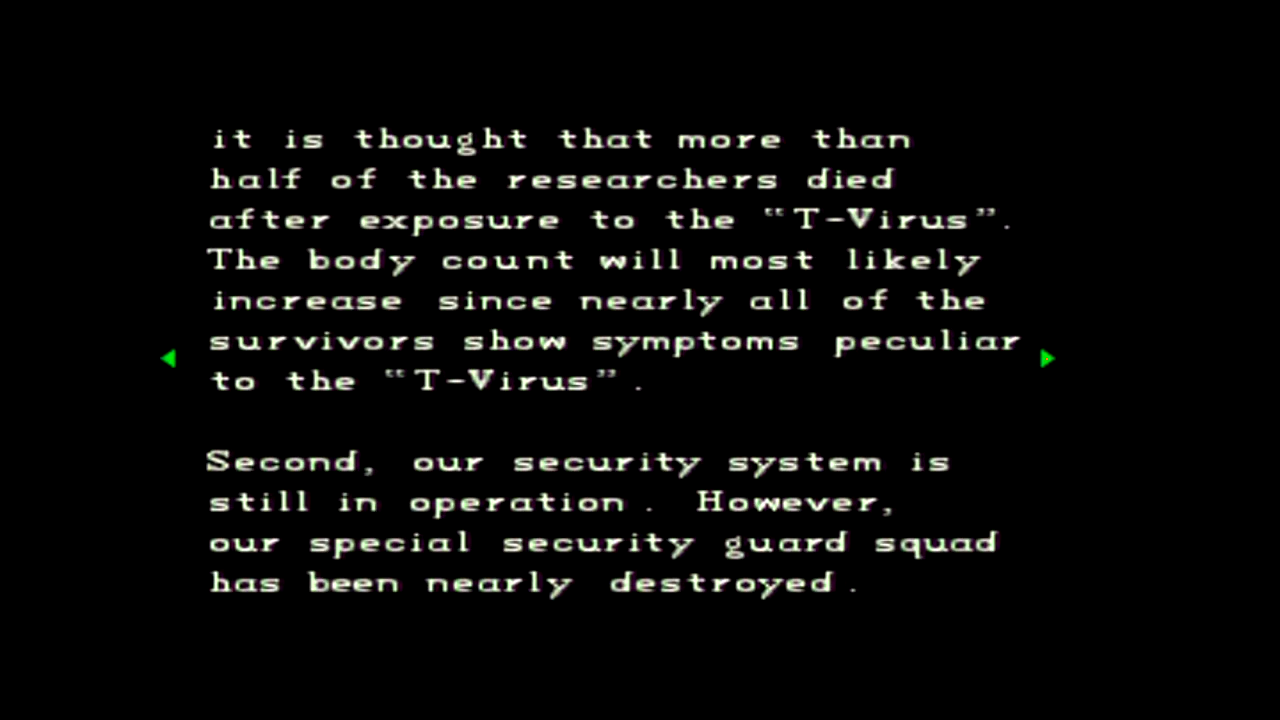 it is thought that more than
half of the researchers died
after exposure to the “T-Virus”.
The body count will most likely
increase since nearly all of the
survivors show symptoms peculiar
to the “T-Virus”.
Second, our security system is
still in operation. However,
our special security guard squad
has been nearly destroyed.